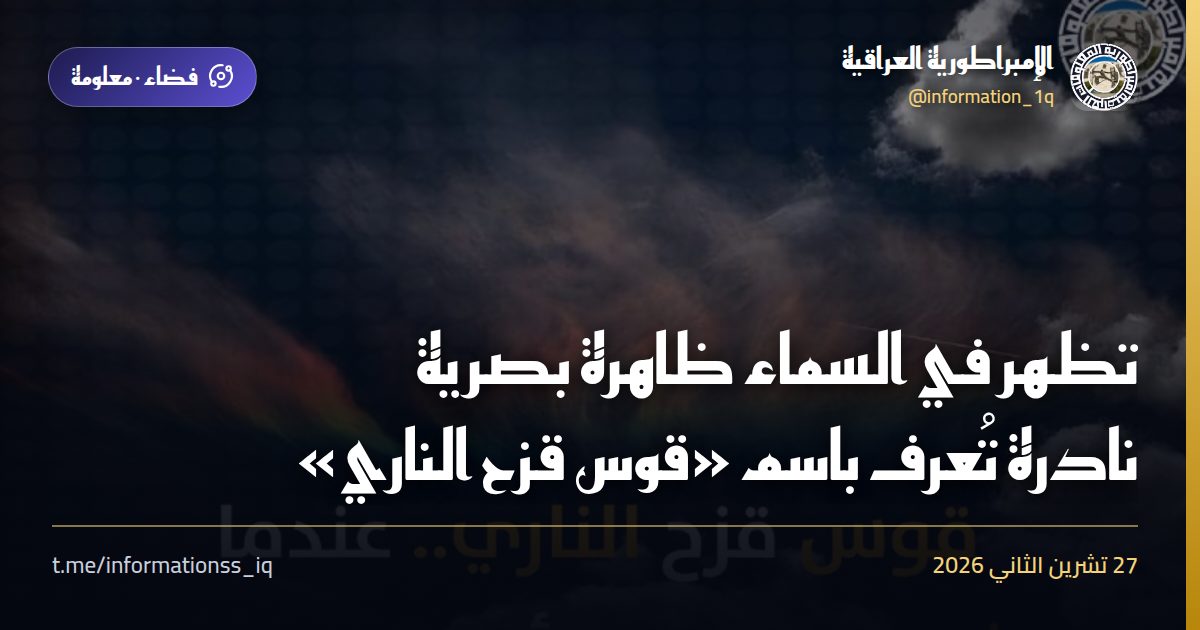 الإمبراطورية العراقية
@information_1q
فضاء · معلومة
تظهر في السماء ظاهرة بصرية
نادرة تُعرف باسم «قوس قزح الناري»
قوس قزح الناري.. عندما
27 تشرين الثاني 2026
t.me/informationss_iq